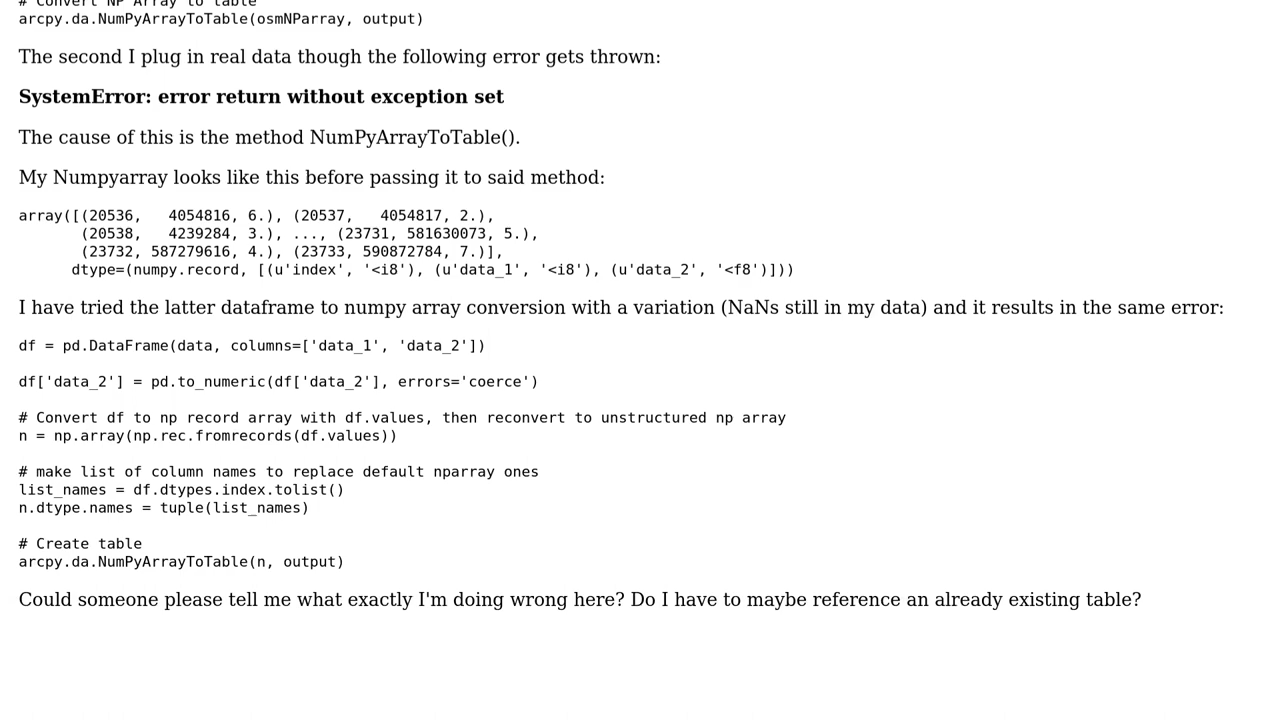 # Convert NP Array to table
arcpy.da.NumPyArrayToTable(osmNParray, output)
The second I plug in real data though the following error gets thrown:
SystemError: error return without exception set
The cause of this is the method NumPyArrayToTable().
My Numpyarray looks like this before passing it to said method:
array([(20536,   4054816, 6.), (20537,   4054817, 2.),
       (20538,   4239284, 3.), ..., (23731, 581630073, 5.),
       (23732, 587279616, 4.), (23733, 590872784, 7.)],
      dtype=(numpy.record, [(u'index', '<i8'), (u'data_1', '<i8'), (u'data_2', '<f8')]))
I have tried the latter dataframe to numpy array conversion with a variation (NaNs still in my data) and it results in the same error:
df = pd.DataFrame(data, columns=['data_1', 'data_2'])
df['data_2'] = pd.to_numeric(df['data_2'], errors='coerce')
# Convert df to np record array with df.values, then reconvert to unstructured np array
n = np.array(np.rec.fromrecords(df.values))
# make list of column names to replace default nparray ones
list_names = df.dtypes.index.tolist()
n.dtype.names = tuple(list_names)
# Create table
arcpy.da.NumPyArrayToTable(n, output)
Could someone please tell me what exactly I'm doing wrong here? Do I have to maybe reference an already existing table?